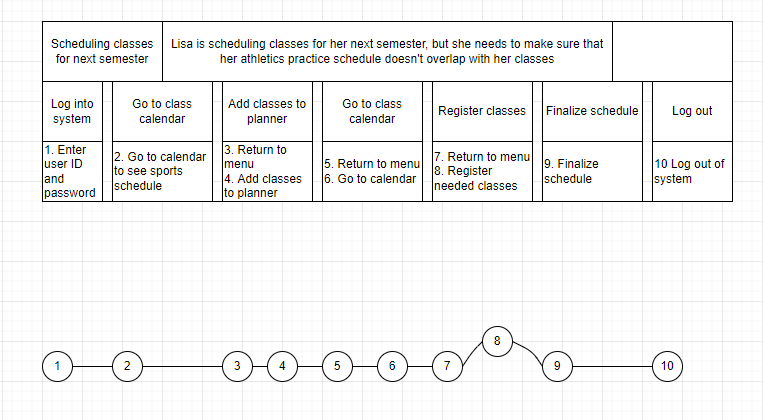 Scheduling classes
for next semester
Lisa is scheduling classes for her next semester, but she needs to make sure that
her athletics practice schedule doesn't overlap with her classes
Log into
system
Go to class
calendar
Add classes to
planner
Go to class
calendar
Register classes
Finalize schedule
Log out
1. Enter
user ID
and
password
2. Go to calendar
to see sports
schedule
3. Return to
menu
4. Add classes
to planner
5. Return to menu
6. Go to calendar
7. Return to menu
8. Register
needed classes
9. Finalize
schedule
10 Log out of
system
1
2
3
4
5
6
7
8
9
10